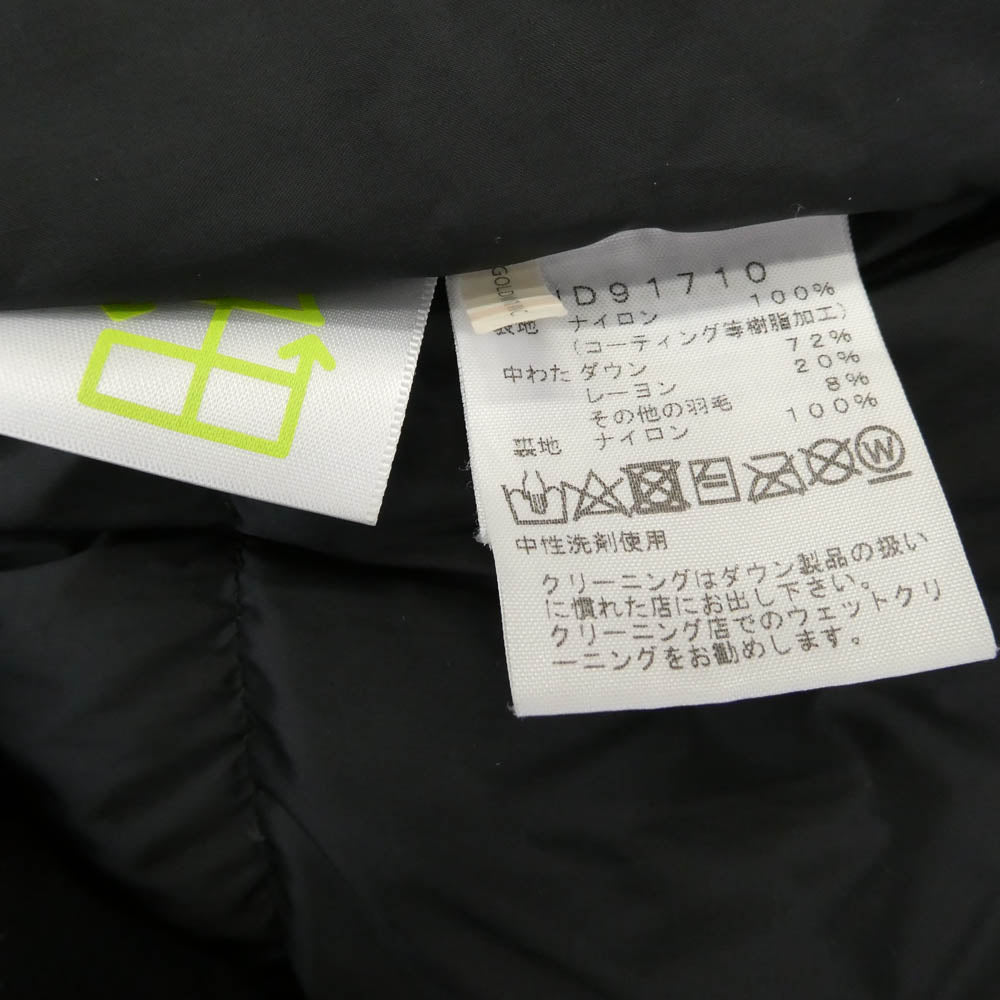 GOLDWIN
D91710
表地 ナイロン 100%
(コーティング等樹脂加工)
中わた ダウン 72%
レーヨン 20%
その他の羽毛 8%
裏地 ナイロン 100%
W
中性洗剤使用
クリーニングはダウン製品の扱い
に慣れた店にお出し下さい。
クリーニング店でのウェットクリ
ーニングをお勧めします。